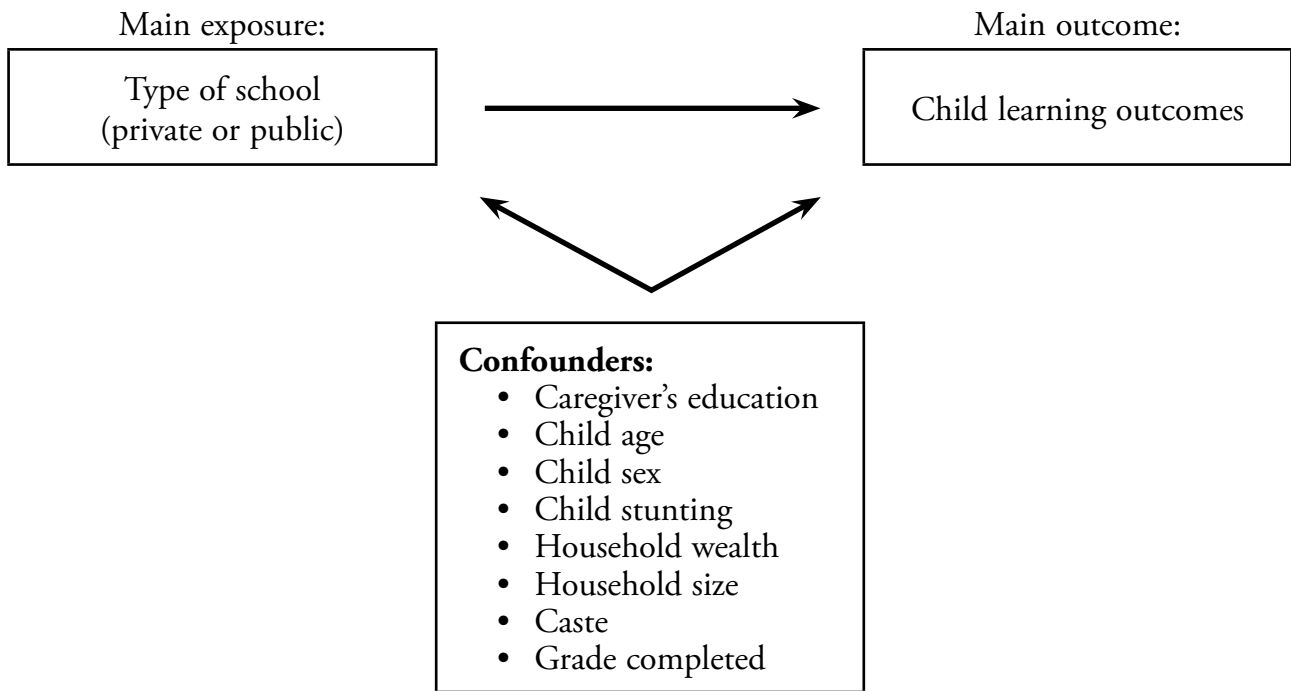 Main exposure:
Type of school
(private or public)
Main outcome:
Child learning outcomes
Confounders:
• Caregiver’s education
• Child age
• Child sex
• Child stunting
• Household wealth
• Household size
• Caste
• Grade completed